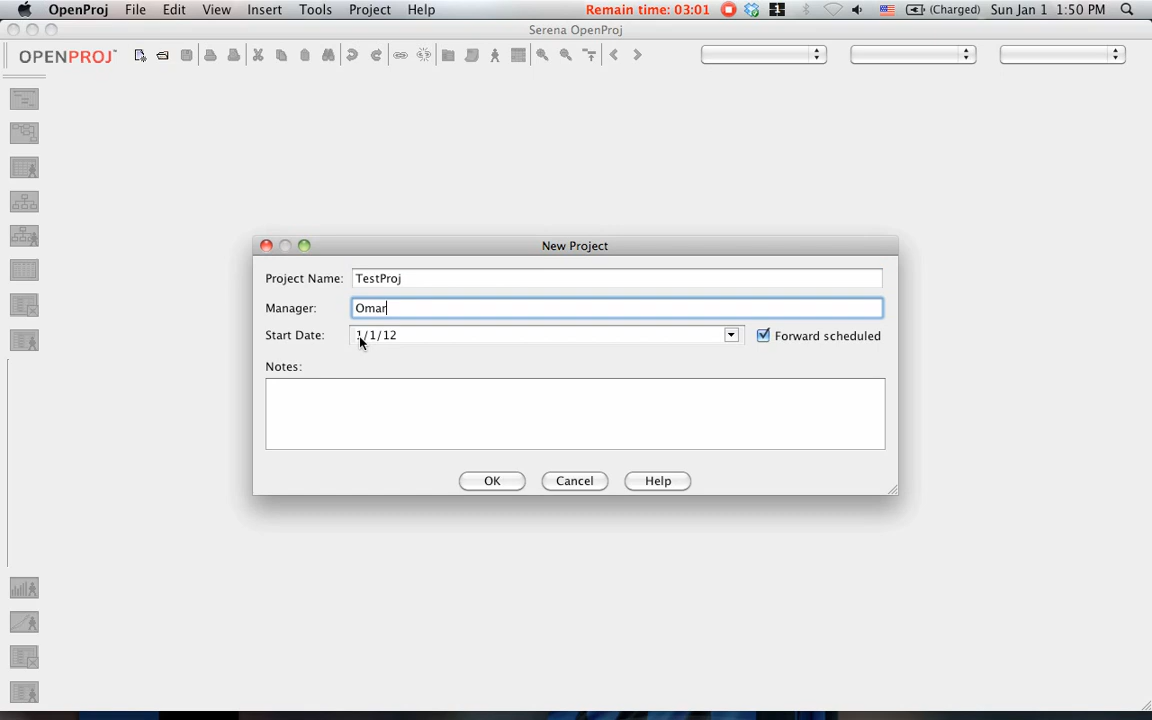 OpenProj File Edit View Insert Tools Project Help Remain time: 03:01 (Charged) Sun Jan 1 1:50 PM
Serena OpenProj
OPENPROJ™
New Project
Project Name: TestProj
Manager: Omar
Start Date: 1/1/12 Forward scheduled
Notes:
OK Cancel Help